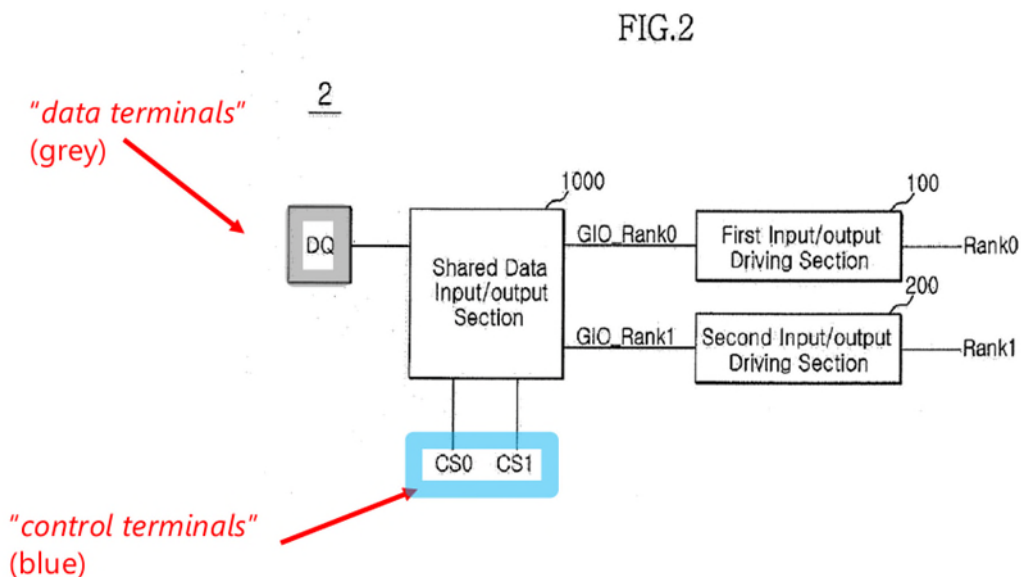 FIG.2
2
"data terminals"
(grey)
DQ
1000
Shared Data
Input/output
Section
GIO_Rank0
GIO_Rank1
100
First Input/output
Driving Section
Rank0
200
Second Input/output
Driving Section
Rank1
CS0 CS1
"control terminals"
(blue)